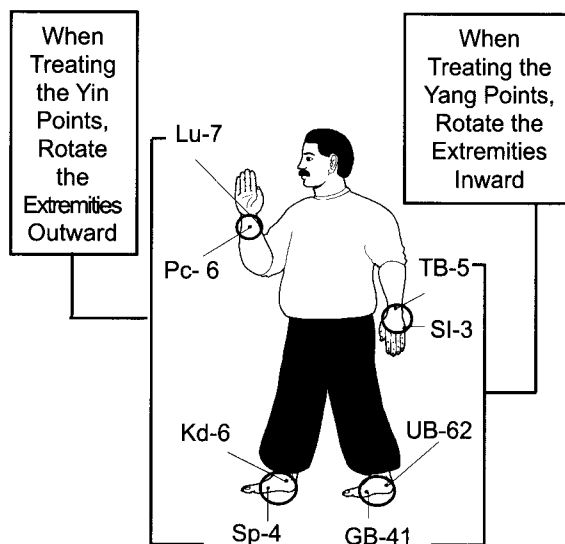 When
Treating
the Yin
Points,
Rotate
the
Extremities
Outward
When
Treating the
Yang Points,
Rotate the
Extremities
Inward
Lu-7
Pc- 6
TB-5
SI-3
Kd-6
UB-62
Sp-4
GB-41